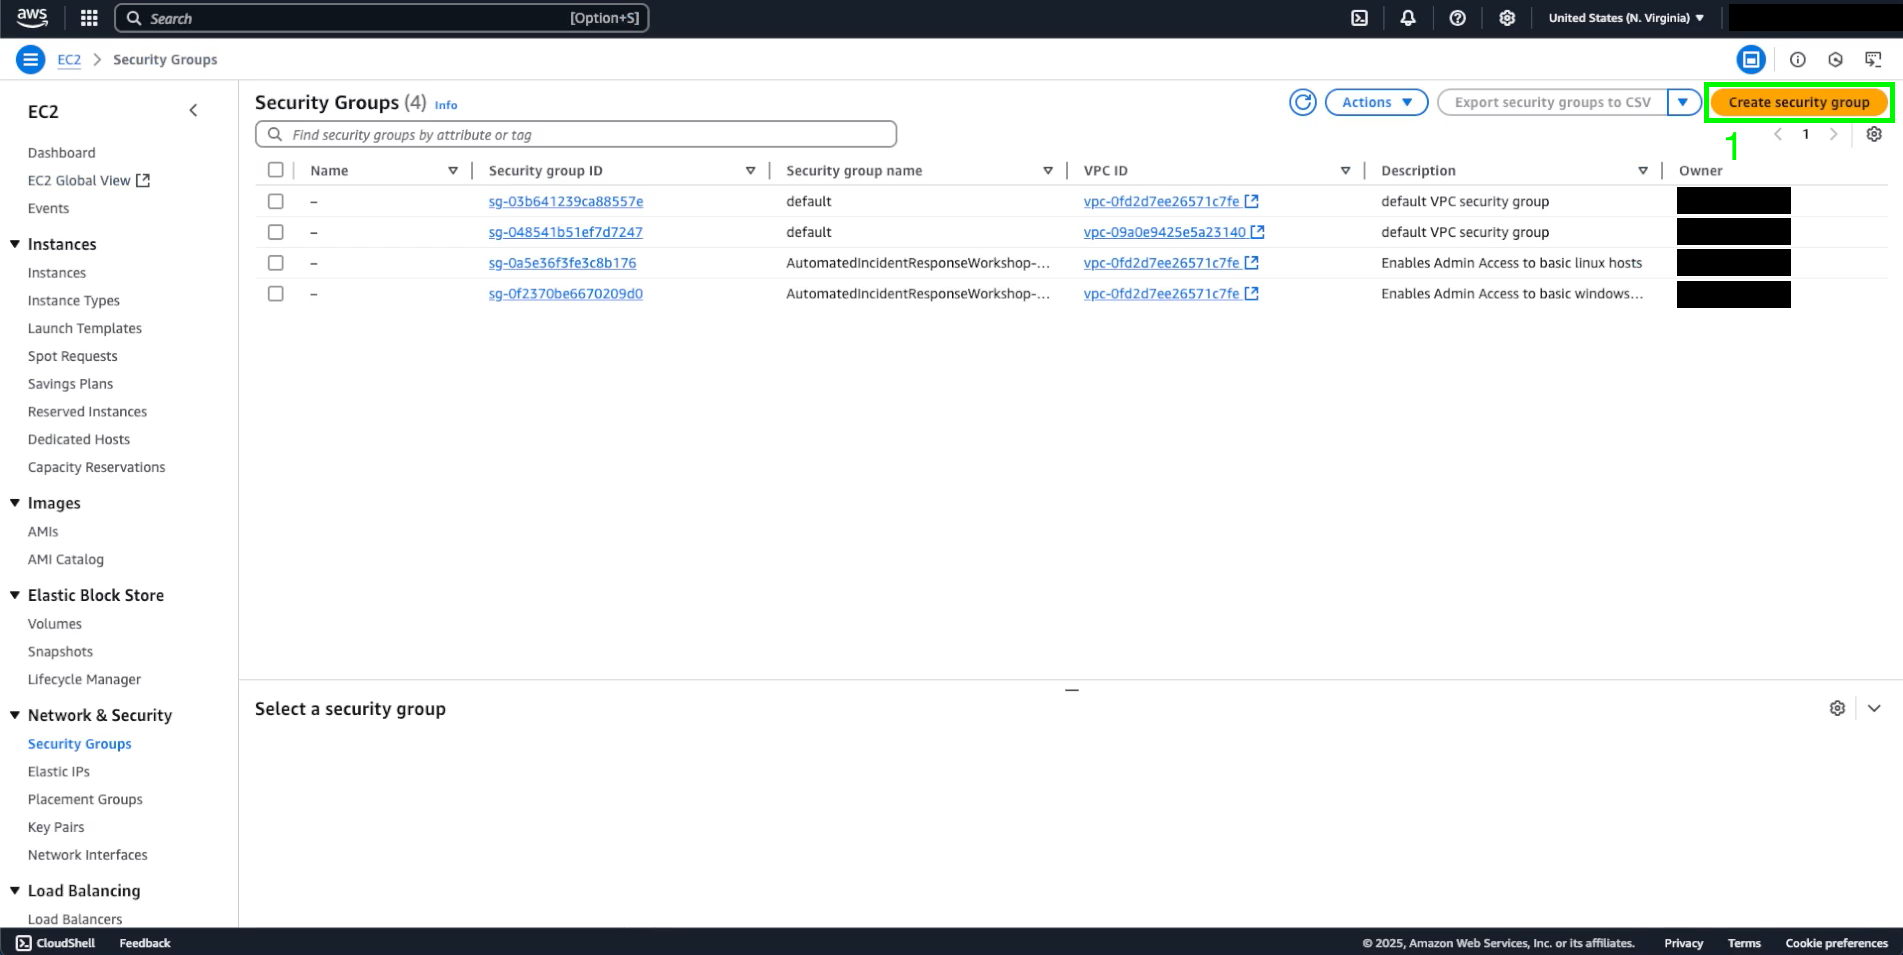 aws
Search [Option+S]
United States (N. Virginia)
EC2 > Security Groups
EC2
Dashboard
EC2 Global View
Events
Instances
Instances
Instance Types
Launch Templates
Spot Requests
Savings Plans
Reserved Instances
Dedicated Hosts
Capacity Reservations
Images
AMIs
AMI Catalog
Elastic Block Store
Volumes
Snapshots
Lifecycle Manager
Network & Security
Security Groups
Elastic IPs
Placement Groups
Key Pairs
Network Interfaces
Load Balancing
Load Balancers
Security Groups (4) Info
Actions
Export security groups to CSV
Create security group
1
Find security groups by attribute or tag
1
Name Security group ID Security group name VPC ID Description Owner
– sg-03b641239ca88557e default vpc-0fd2d7ee26571c7fe default VPC security group
– sg-048541b51ef7d7247 default vpc-09a0e9425e5a23140 default VPC security group
– sg-0a5e36f3fe3c8b176 AutomatedIncidentResponseWorkshop-... vpc-0fd2d7ee26571c7fe Enables Admin Access to basic linux hosts
– sg-0f2370be6670209d0 AutomatedIncidentResponseWorkshop-... vpc-0fd2d7ee26571c7fe Enables Admin Access to basic windows...
Select a security group
CloudShell Feedback
© 2025, Amazon Web Services, Inc. or its affiliates. Privacy Terms Cookie preferences